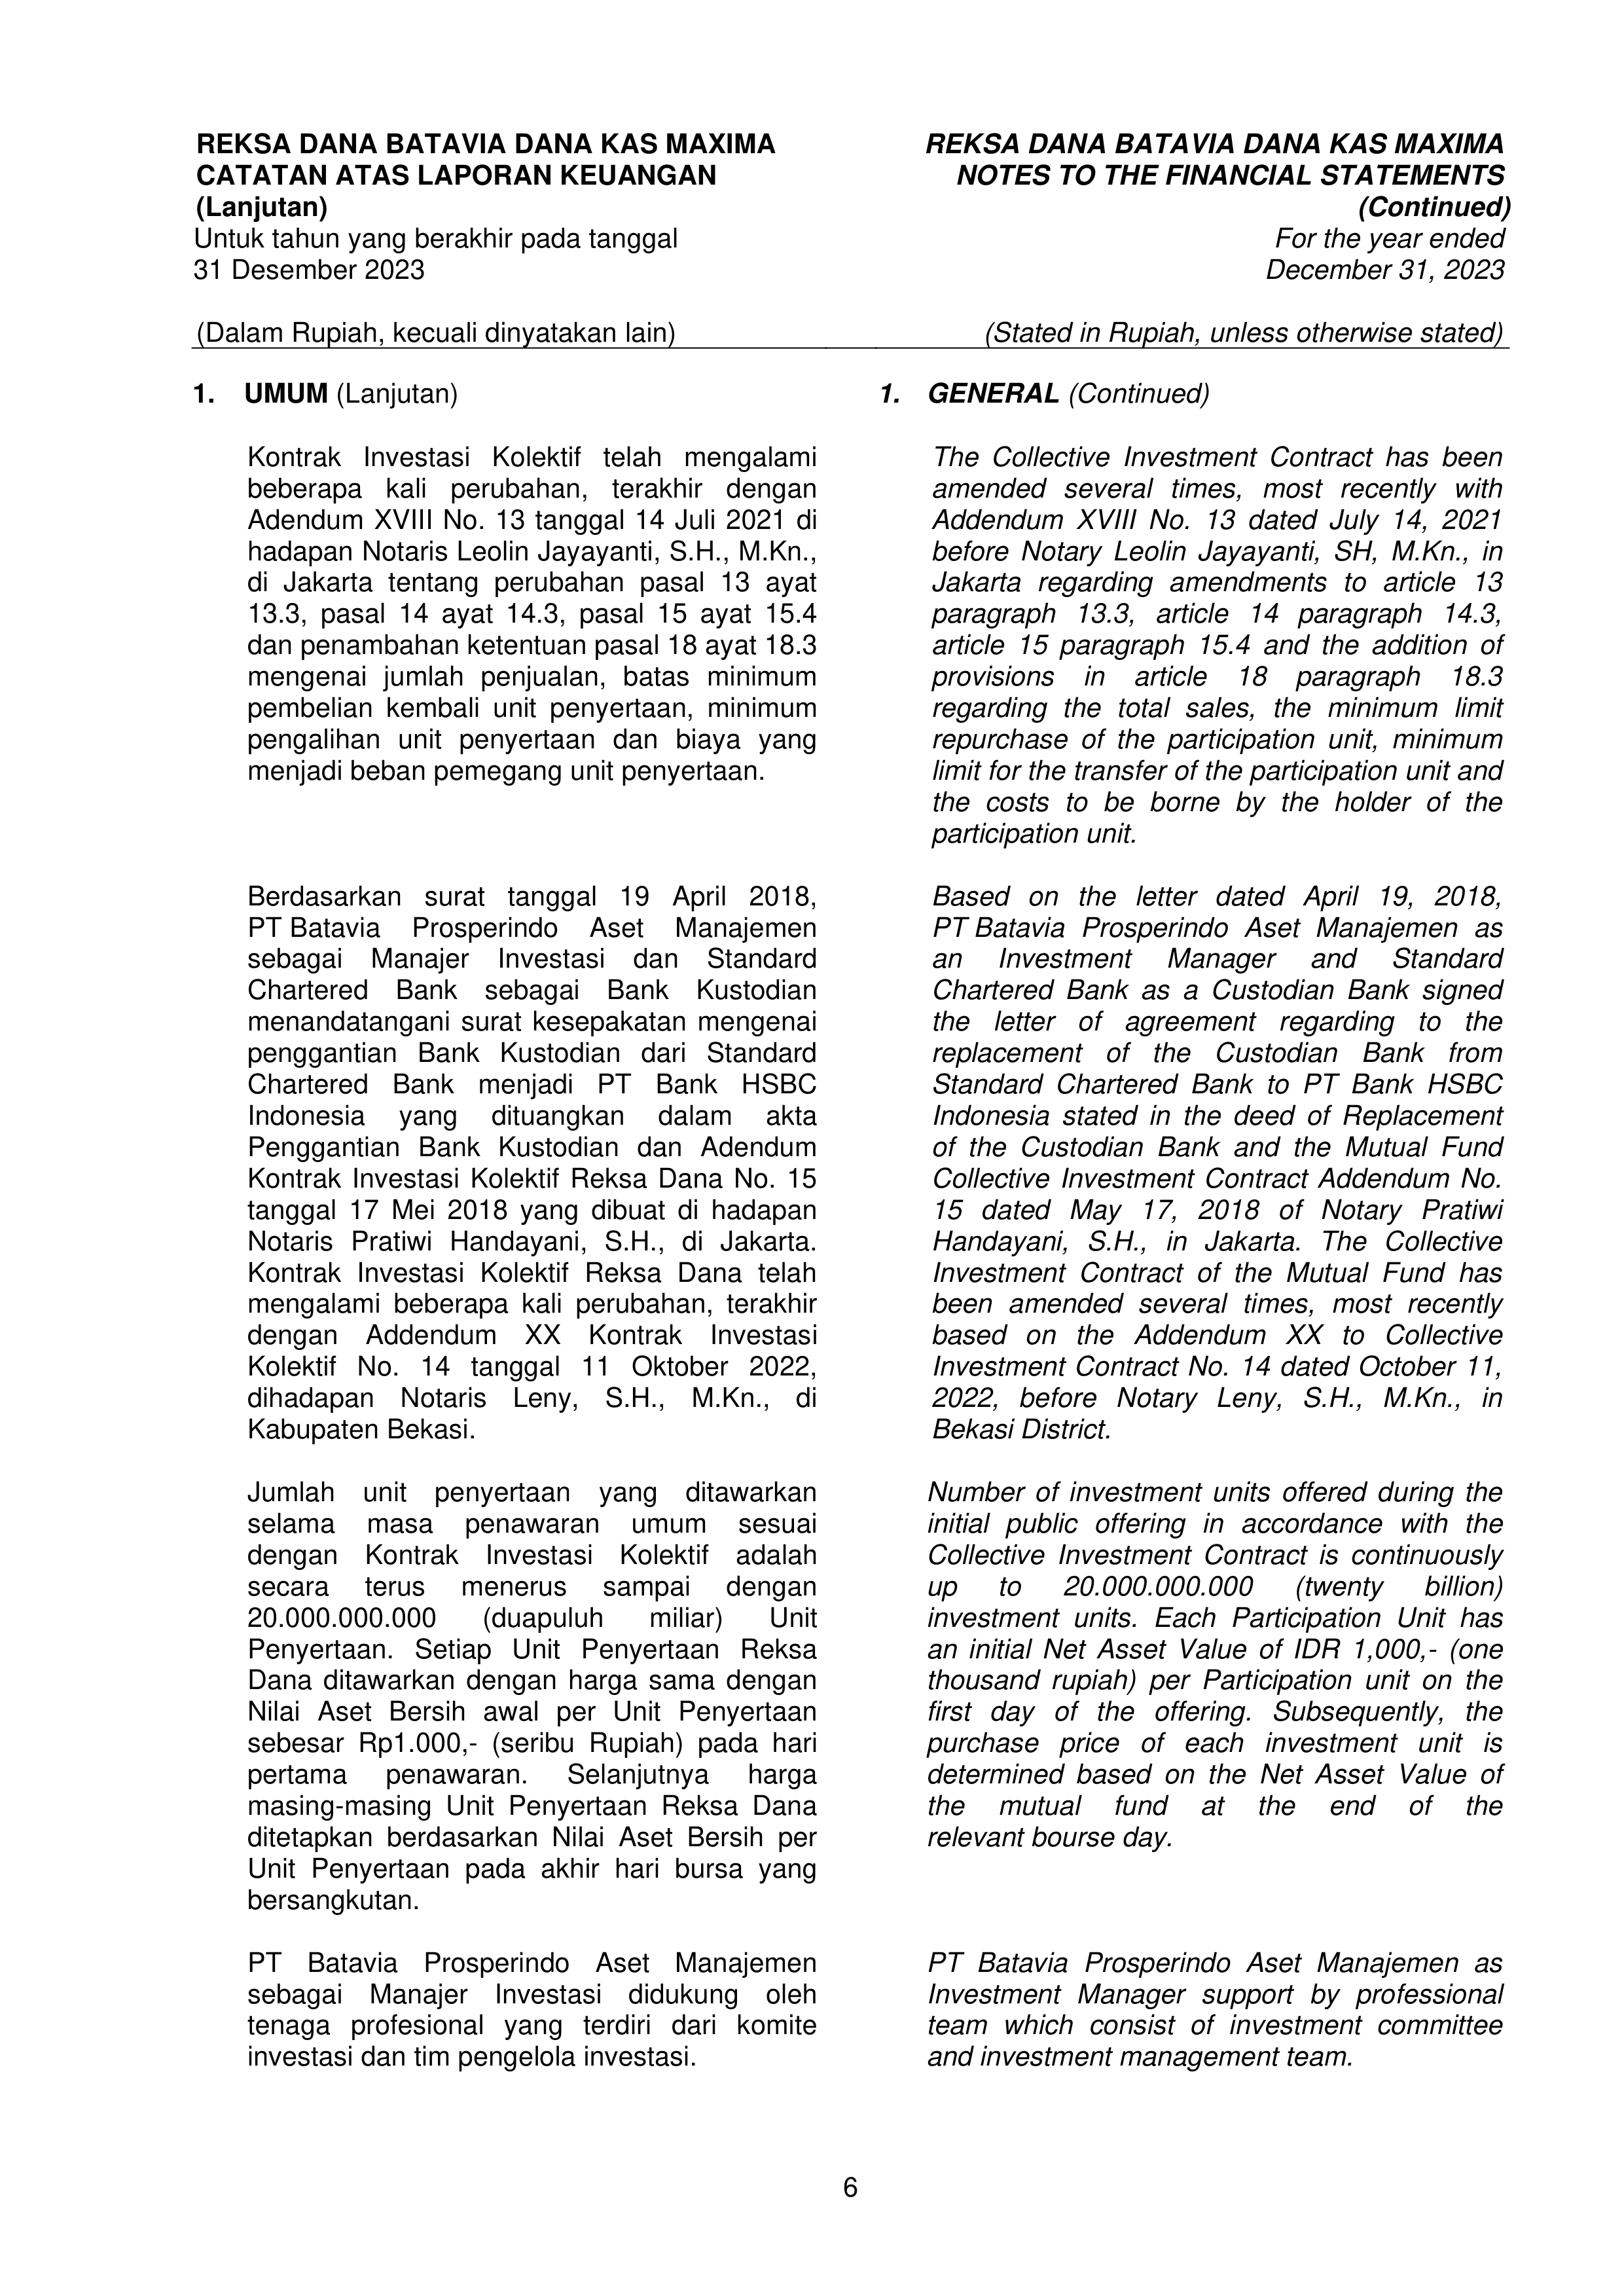 REKSA DANA BATAVIA DANA KAS MAXIMA
CATATAN ATAS LAPORAN KEUANGAN
(Lanjutan)
Untuk tahun yang berakhir pada tanggal
31 Desember 2023
(Dalam Rupiah, kecuali dinyatakan lain)
REKSA DANA BATAVIA DANA KAS MAXIMA
NOTES TO THE FINANCIAL STATEMENTS
(Continued)
For the year ended
December 31, 2023
(Stated in Rupiah, unless otherwise stated)
1. UMUM (Lanjutan)
Kontrak Investasi Kolektif telah mengalami
beberapa kali perubahan, terakhir dengan
Adendum XVIII No. 13 tanggal 14 Juli 2021 di
hadapan Notaris Leolin Jayayanti, S.H., M.Kn.,
di Jakarta tentang perubahan pasal 13 ayat
13.3, pasal 14 ayat 14.3, pasal 15 ayat 15.4
dan penambahan ketentuan pasal 18 ayat 18.3
mengenai jumlah penjualan, batas minimum
pembelian kembali unit penyertaan, minimum
pengalihan unit penyertaan dan biaya yang
menjadi beban pemegang unit penyertaan.
Berdasarkan surat tanggal 19 April 2018,
PT Batavia Prosperindo Aset Manajemen
sebagai Manajer Investasi dan Standard
Chartered Bank sebagai Bank Kustodian
menandatangani surat kesepakatan mengenai
penggantian Bank Kustodian dari Standard
Chartered Bank menjadi PT Bank HSBC
Indonesia yang dituangkan dalam akta
Penggantian Bank Kustodian dan Adendum
Kontrak Investasi Kolektif Reksa Dana No. 15
tanggal 17 Mei 2018 yang dibuat di hadapan
Notaris Pratiwi Handayani, S.H., di Jakarta.
Kontrak Investasi Kolektif Reksa Dana telah
mengalami beberapa kali perubahan, terakhir
dengan Addendum XX Kontrak Investasi
Kolektif No. 14 tanggal 11 Oktober 2022,
dihadapan Notaris Leny, S.H., M.Kn., di
Kabupaten Bekasi.
Jumlah unit penyertaan yang ditawarkan
selama masa penawaran umum sesuai
dengan Kontrak Investasi Kolektif adalah
secara terus menerus sampai dengan
20.000.000.000 (duapuluh miliar) Unit
Penyertaan. Setiap Unit Penyertaan Reksa
Dana ditawarkan dengan harga sama dengan
Nilai Aset Bersih awal per Unit Penyertaan
sebesar Rp1.000,- (seribu Rupiah) pada hari
pertama penawaran. Selanjutnya harga
masing-masing Unit Penyertaan Reksa Dana
ditetapkan berdasarkan Nilai Aset Bersih per
Unit Penyertaan pada akhir hari bursa yang
bersangkutan.
PT Batavia Prosperindo Aset Manajemen
sebagai Manajer Investasi didukung oleh
tenaga profesional yang terdiri dari komite
investasi dan tim pengelola investasi.
1. GENERAL (Continued)
The Collective Investment Contract has been
amended several times, most recently with
Addendum XVIII No. 13 dated July 14, 2021
before Notary Leolin Jayayanti, SH, M.Kn., in
Jakarta regarding amendments to article 13
paragraph 13.3, article 14 paragraph 14.3,
article 15 paragraph 15.4 and the addition of
provisions in article 18 paragraph 18.3
regarding the total sales, the minimum limit
repurchase of the participation unit, minimum
limit for the transfer of the participation unit and
the costs to be borne by the holder of the
participation unit.
Based on the letter dated April 19, 2018,
PT Batavia Prosperindo Aset Manajemen as
an Investment Manager and Standard
Chartered Bank as a Custodian Bank signed
the letter of agreement regarding to the
replacement of the Custodian Bank from
Standard Chartered Bank to PT Bank HSBC
Indonesia stated in the deed of Replacement
of the Custodian Bank and the Mutual Fund
Collective Investment Contract Addendum No.
15 dated May 17, 2018 of Notary Pratiwi
Handayani, S.H., in Jakarta. The Collective
Investment Contract of the Mutual Fund has
been amended several times, most recently
based on the Addendum XX to Collective
Investment Contract No. 14 dated October 11,
2022, before Notary Leny, S.H., M.Kn., in
Bekasi District.
Number of investment units offered during the
initial public offering in accordance with the
Collective Investment Contract is continuously
up to 20.000.000.000 (twenty billion)
investment units. Each Participation Unit has
an initial Net Asset Value of IDR 1,000,- (one
thousand rupiah) per Participation unit on the
first day of the offering. Subsequently, the
purchase price of each investment unit is
determined based on the Net Asset Value of
the mutual fund at the end of the
relevant bourse day.
PT Batavia Prosperindo Aset Manajemen as
Investment Manager support by professional
team which consist of investment committee
and investment management team.
6